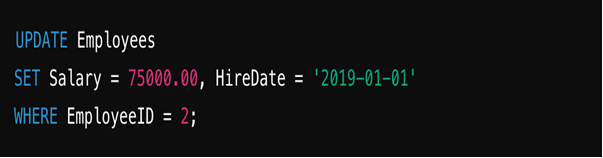 UPDATE Employees
SET Salary = 75000.00, HireDate = '2019-01-01'
WHERE EmployeeID = 2;